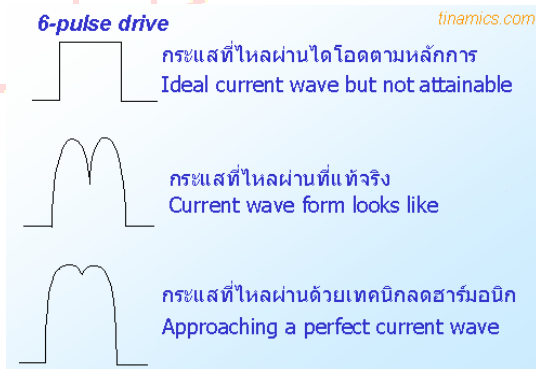 6-pulse drive
tinamics.com
กระแสที่ไหลผ่านไดโอดตามหลักการ
Ideal current wave but not attainable
กระแสที่ไหลผ่านที่แท้จริง
Current wave form looks like
กระแสที่ไหลผ่านด้วยเทคนิกลดฮาร์มอนิก
Approaching a perfect current wave